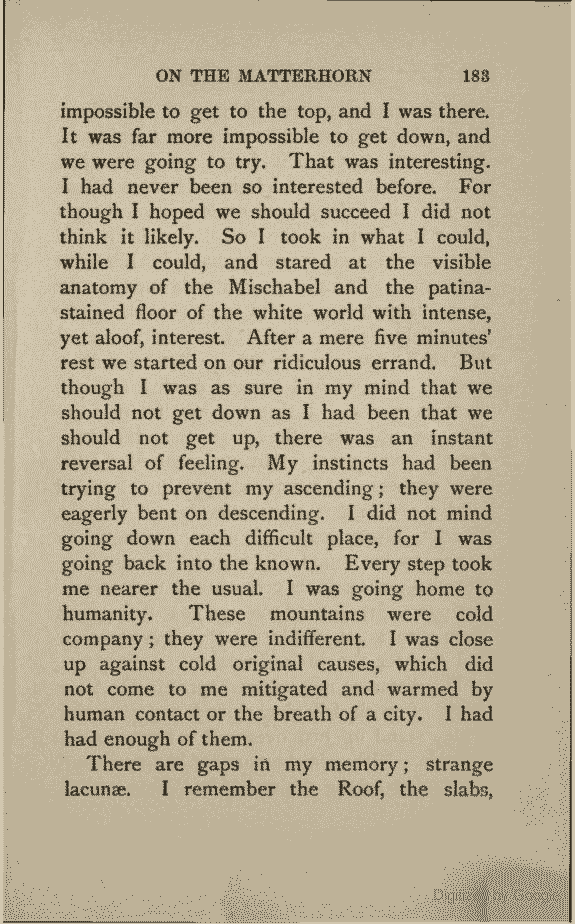 ON THE MATTERHORN 183
impossible to get to the top, and I was there.
It was far more impossible to get down, and
we were going to try. That was interesting.
I had never been so interested before. For
though I hoped we should succeed I did not
think it likely. So I took in what I could,
while I could, and stared at the visible
anatomy of the Mischabel and the patina-
stained floor of the white world with intense,
yet aloof, interest. After a mere five minutes'
rest we started on our ridiculous errand. But
though I was as sure in my mind that we
should not get down as I had been that we
should not get up, there was an instant
reversal of feeling. My instincts had been
trying to prevent my ascending; they were
eagerly bent on descending. I did not mind
going down each difficult place, for I was
going back into the known. Every step took
me nearer the usual. I was going home to
humanity. These mountains were cold
company; they were indifferent. I was close
up against cold original causes, which did
not come to me mitigated and warmed by
human contact or the breath of a city. I had
had enough of them.
There are gaps in my memory; strange
lacunæ. I remember the Roof, the slabs,
Digitized by Google